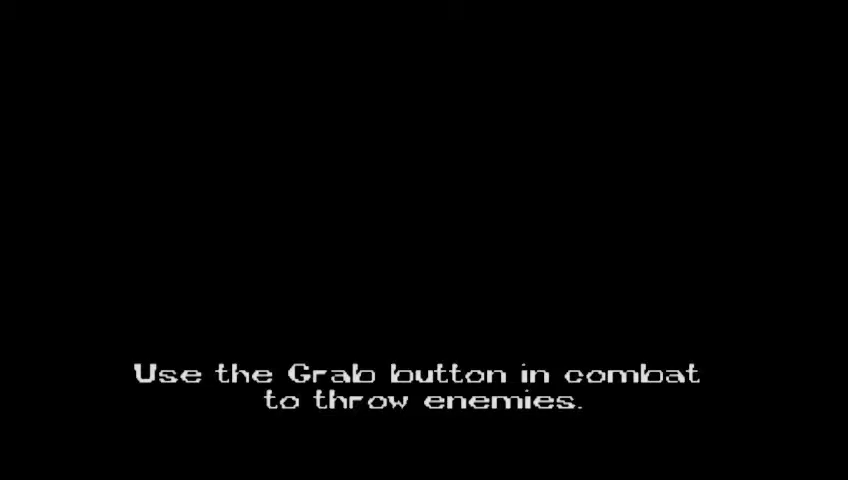 Use the Grab button in combat
to throw enemies.